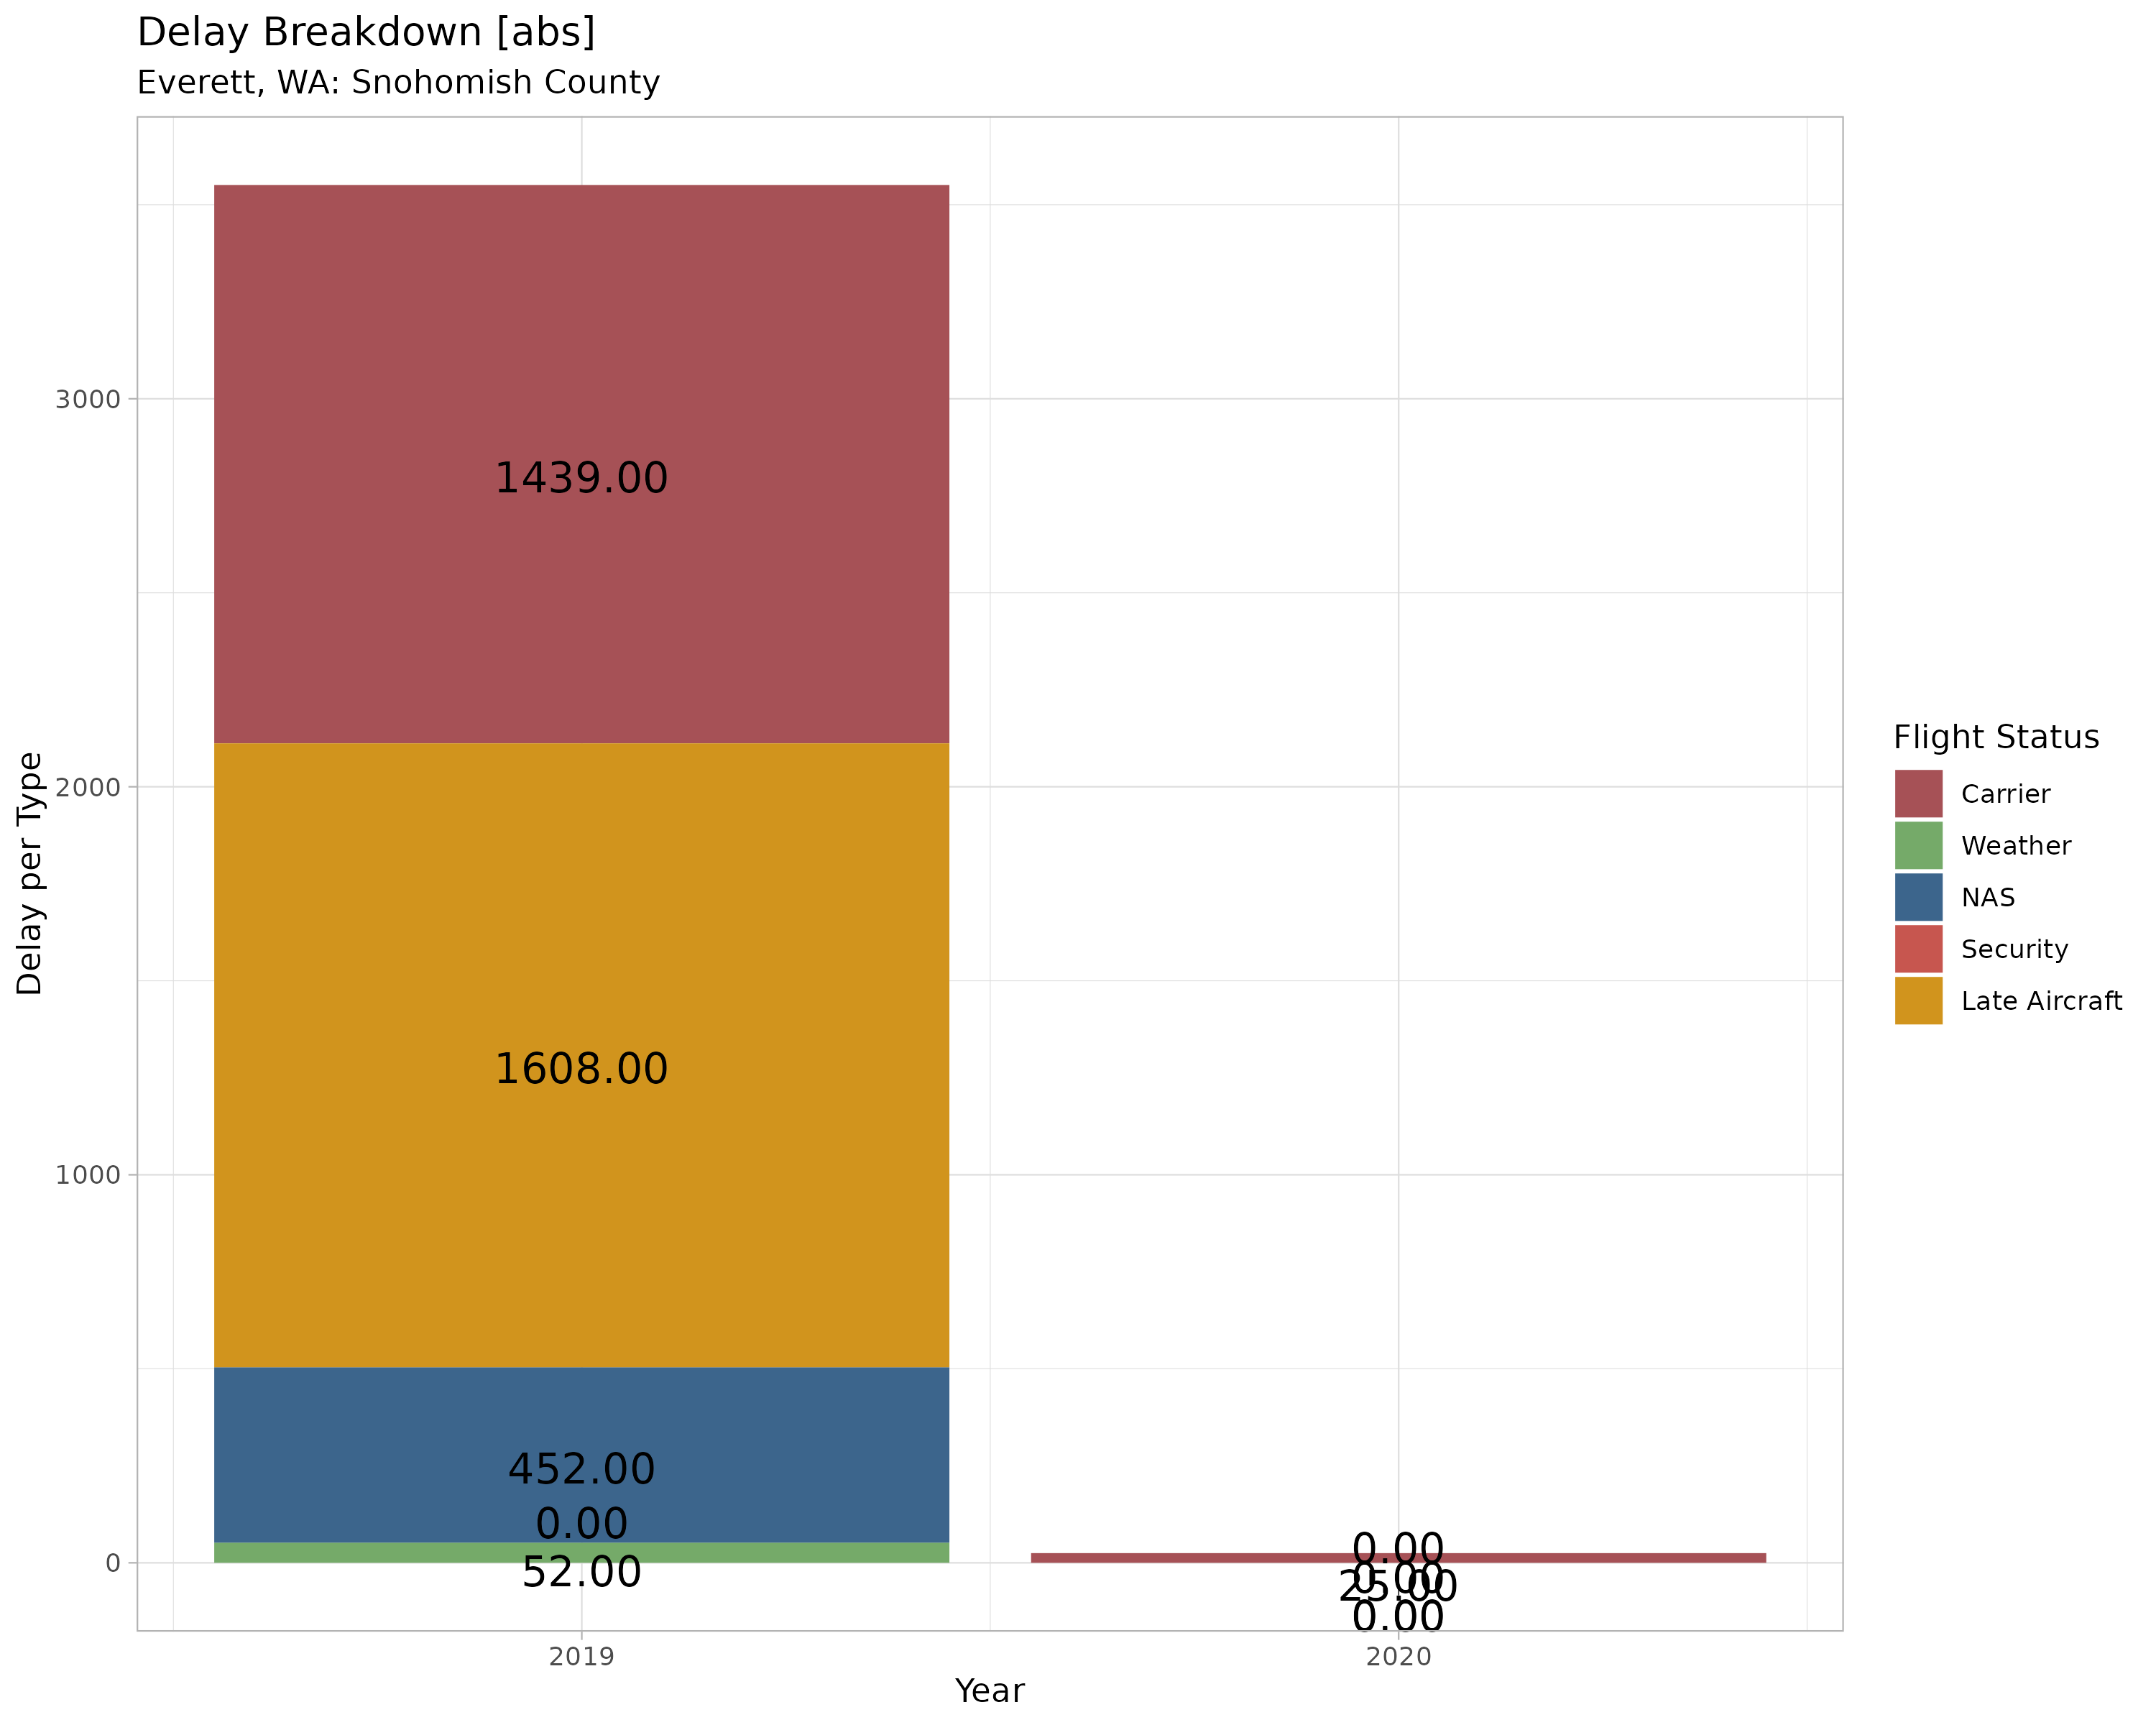 Delay Breakdown [abs]
Everett, WA: Snohomish County
Delay per Type
3000
2000
1000
0
1439.00
1608.00
452.00
0.00
52.00
0.00
0.00
25.00
0.00
2019
2020
Year
Flight Status
Carrier
Weather
NAS
Security
Late Aircraft